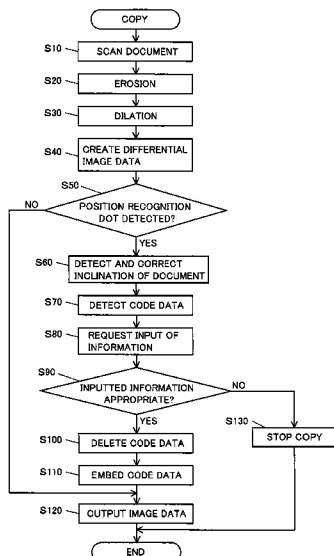 COPY
S10
SCAN DOCUMENT
S20
EROSION
S30
DILATION
S40
CREATE DIFFERENTIAL
IMAGE DATA
S50
NO
POSITION RECOGNITION
DOT DETECTED?
YES
S60
DETECT AND CORRECT
INCLINATION OF DOCUMENT
S70
DETECT CODE DATA
S80
REQUEST INPUT OF
INFORMATION
S90
INPUTTED INFORMATION
APPROPRIATE?
NO
YES
S100
DELETE CODE DATA
S130
STOP COPY
S110
EMBED CODE DATA
S120
OUTPUT IMAGE DATA
END